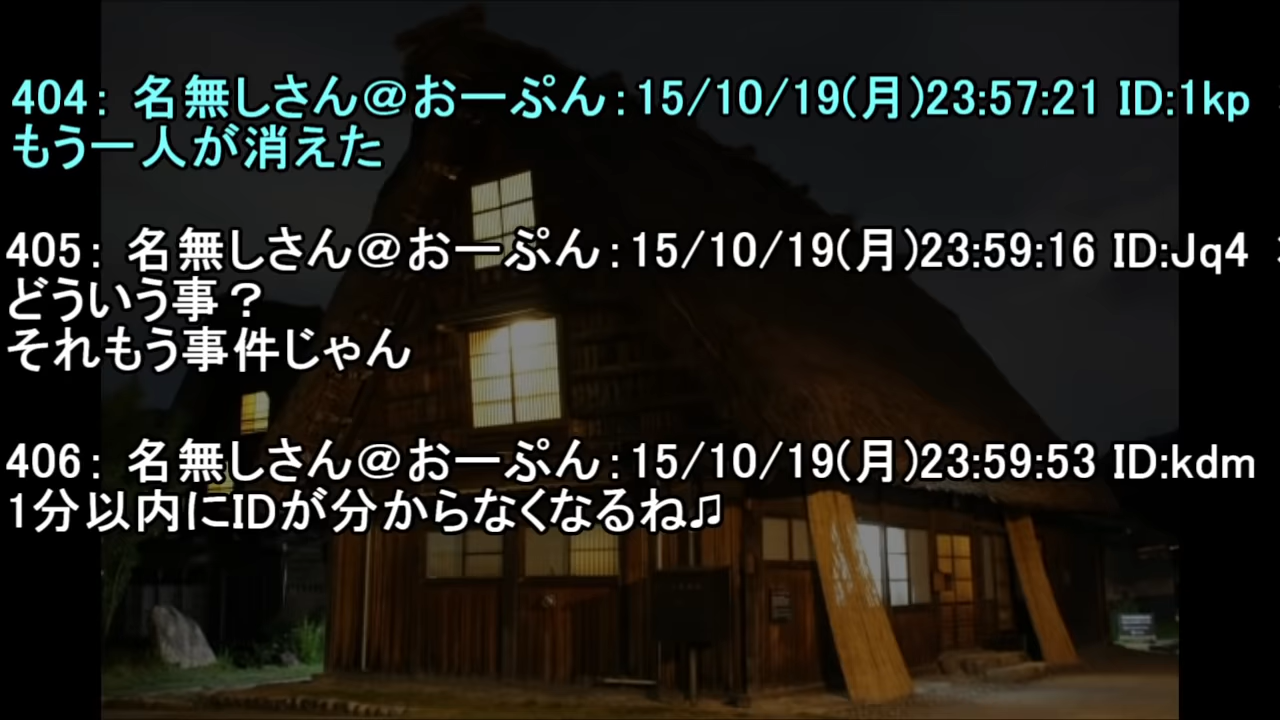 404: 名無しさん@おーぷん:15/10/19(月)23:57:21 ID:1kp
もう一人が消えた
405: 名無しさん@おーぷん:15/10/19(月)23:59:16 ID:Jq4
どういう事?
それもう事件じゃん
406: 名無しさん@おーぷん:15/10/19(月)23:59:53 ID:kdm
1分以内にIDが分からなくなるね♫